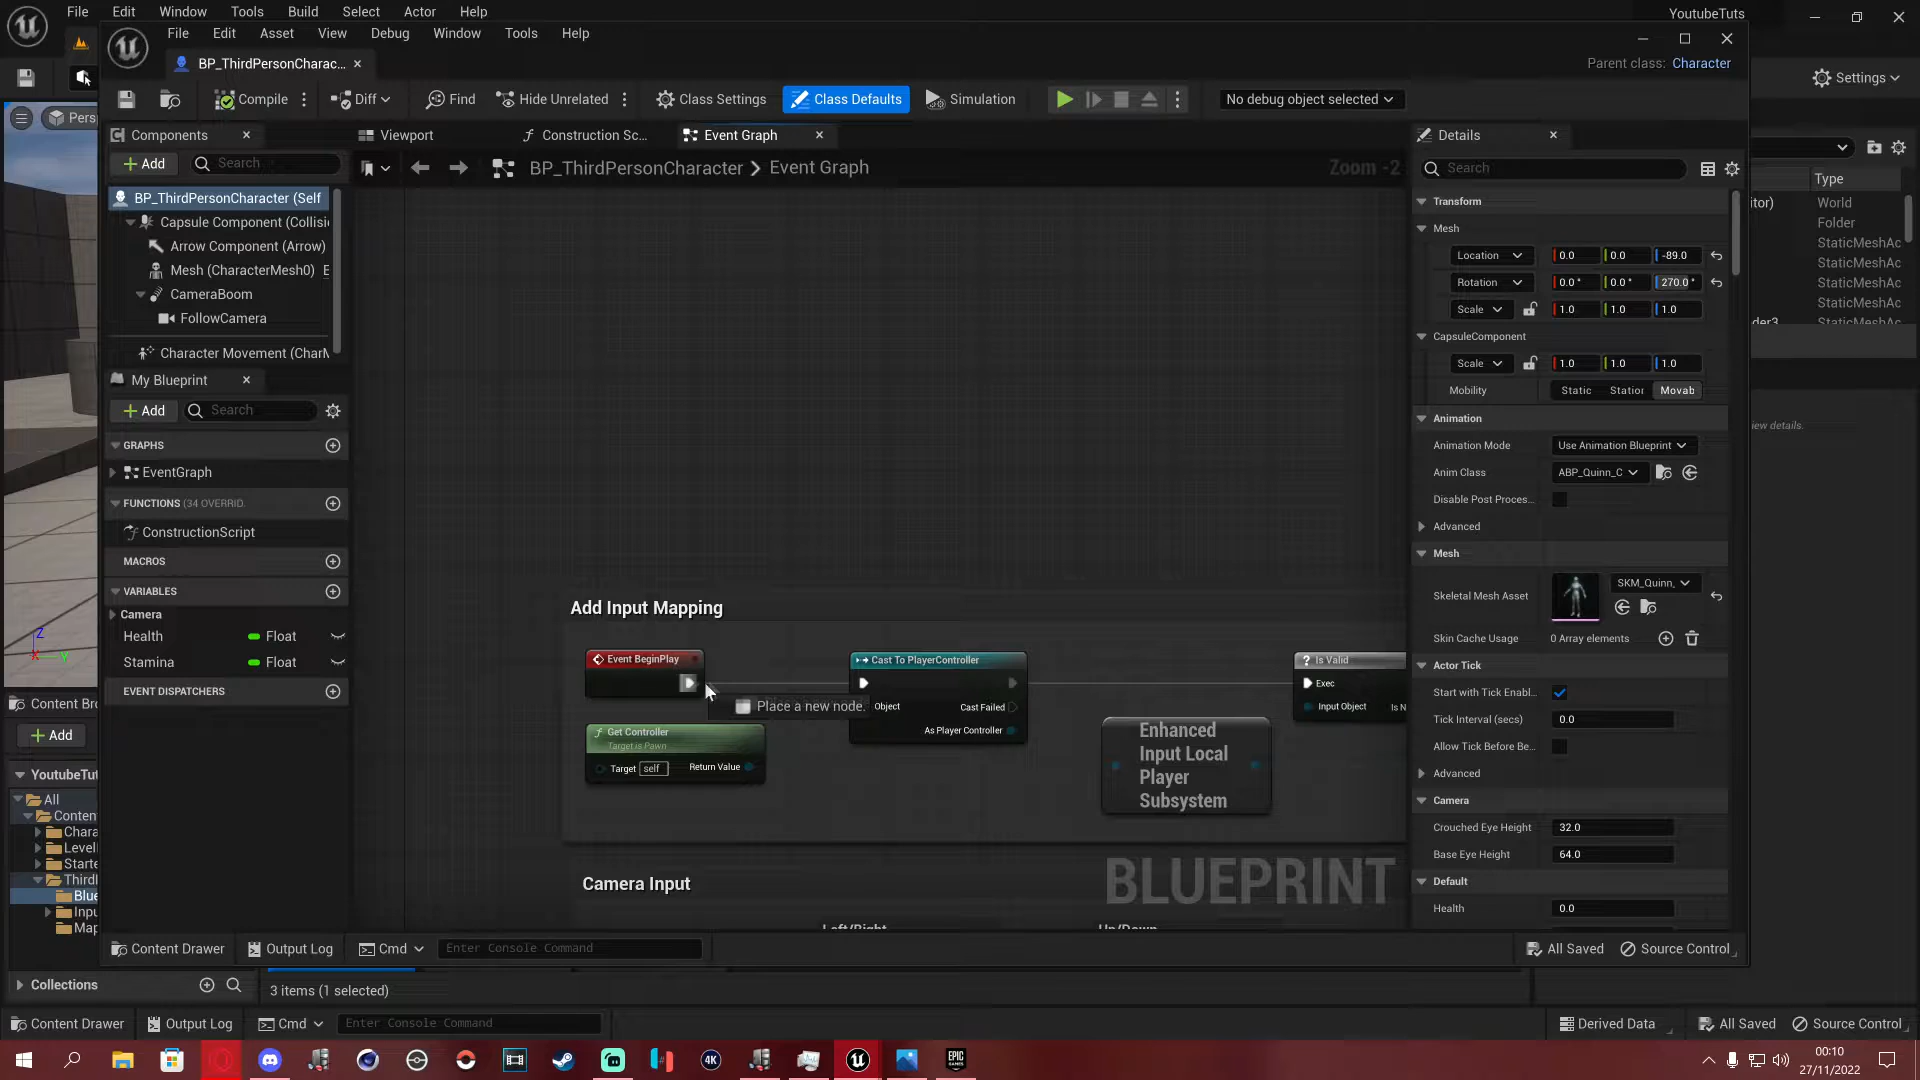 File Edit Window Tools Build Select Actor Help
YoutubeTuts
File Edit Asset View Debug Window Tools Help
BP_ThirdPersonCharac...
Parent class: Character
Compile
Diff
Find
Hide Unrelated
Class Settings
Class Defaults
Simulation
No debug object selected
Settings
Pers
Components
Add
Search
BP_ThirdPersonCharacter (Self
Capsule Component (Collisi
Arrow Component (Arrow)
Mesh (CharacterMesh0) E
CameraBoom
FollowCamera
Character Movement (CharM
My Blueprint
Add
Search
GRAPHS
EventGraph
FUNCTIONS (34 OVERRID.
ConstructionScript
MACROS
VARIABLES
Camera
Health Float
Stamina Float
EVENT DISPATCHERS
Viewport
Construction Sc...
Event Graph
BP_ThirdPersonCharacter > Event Graph
Zoom -2
Add Input Mapping
Event BeginPlay
Place a new node.
Get Controller
Target is Pawn
Target self Return Value
Cast To PlayerController
Object
Cast Failed
As Player Controller
Enhanced
Input Local
Player
Subsystem
Is Valid
Exec
Input Object Is N
Camera Input
Left/Right
Up/Down
BLUEPRINT
Details
Search
Transform
Mesh
Location 0.0 0.0 -89.0
Rotation 0.0 ° 0.0 ° 270.0 °
Scale 1.0 1.0 1.0
CapsuleComponent
Scale 1.0 1.0 1.0
Mobility Static Station Movab
Animation
Animation Mode Use Animation Blueprint
Anim Class ABP_Quinn_C
Disable Post Proces...
Advanced
Mesh
Skeletal Mesh Asset SKM_Quinn_
Skin Cache Usage 0 Array elements
Actor Tick
Start with Tick Enabl...
Tick Interval (secs) 0.0
Allow Tick Before Be...
Advanced
Camera
Crouched Eye Height 32.0
Base Eye Height 64.0
Default
Health 0.0
Type
itor) World
Folder
StaticMeshAc
StaticMeshAc
StaticMeshAc
StaticMeshAc
der3 StaticMeshAc
iew details.
Z
X Y
Content Bro
Add
YoutubeTut
All
Conten
Chara
Levell
Starte
Thirdl
Blue
Inpu
Map
Content Drawer
Output Log
Cmd
Enter Console Command
All Saved
Source Control
Collections
3 items (1 selected)
Content Drawer
Output Log
Cmd
Enter Console Command
Derived Data
All Saved
Source Control
4K
EPIC
GAMES
00:10
27/11/2022